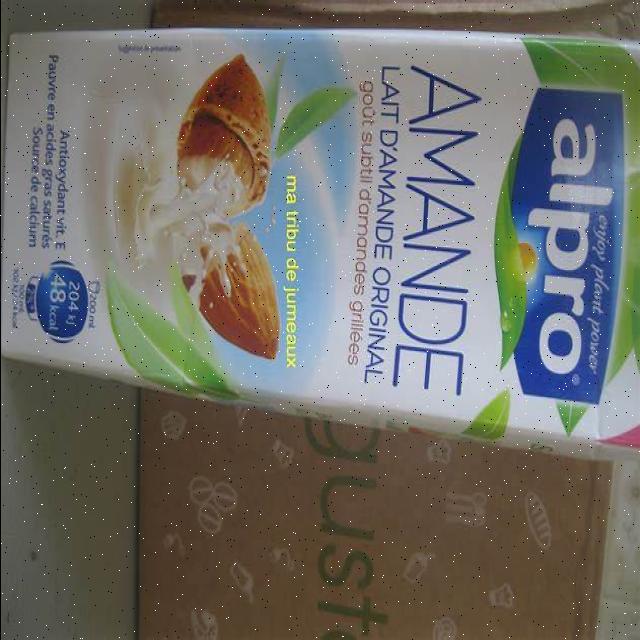 enjoy plant power
alpro®
AMANDE
LAIT D'AMANDE ORIGINAL
goût subtil d'amandes grillées
ma tribu de jumeaux
Antioxydant vit. E
Pauvre en acides gras saturés
Source de calcium
200 ml
204 kJ
48 kcal
gusto